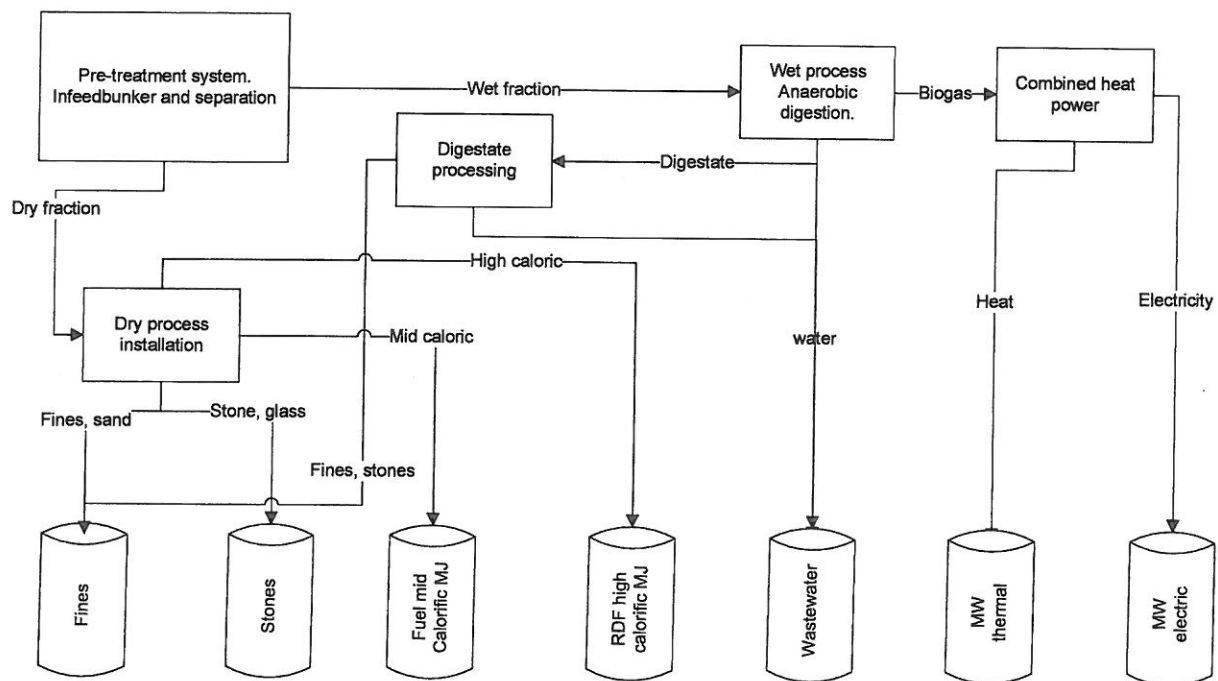 Pre-treatment system.
Infeedbunker and separation
Wet fraction
Wet process
Anaerobic
digestion.
Biogas
Combined heat
power
Digestate
processing
Digestate
Dry fraction
High caloric
Dry process
installation
Mid caloric
Heat
Electricity
water
Fines, sand
Stone, glass
Fines, stones
Fines
Stones
Fuel mid
Calorific MJ
RDF high
calorific MJ
Wastewater
MW
thermal
MW
electric